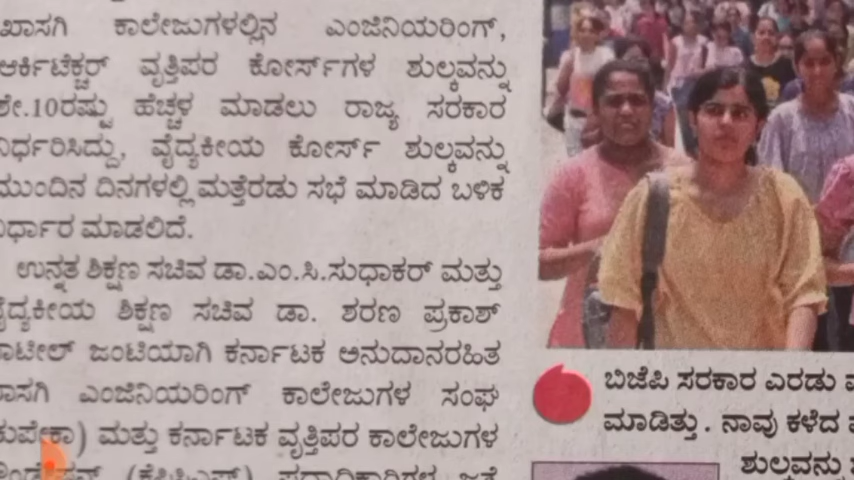 ಖಾಸಗಿ ಕಾಲೇಜುಗಳಲ್ಲಿನ ಎಂಜಿನಿಯರಿಂಗ್,
ಆರ್ಕಿಟೆಕ್ಚರ್ ವೃತ್ತಿಪರ ಕೋರ್ಸ್‌ಗಳ ಶುಲ್ಕವನ್ನು
ಶೇ.10ರಷ್ಟು ಹೆಚ್ಚಳ ಮಾಡಲು ರಾಜ್ಯ ಸರಕಾರ
ನಿರ್ಧರಿಸಿದ್ದು, ವೈದ್ಯಕೀಯ ಕೋರ್ಸ್ ಶುಲ್ಕವನ್ನು
ಮುಂದಿನ ದಿನಗಳಲ್ಲಿ ಮತ್ತೆರಡು ಸಭೆ ಮಾಡಿದ ಬಳಿಕ
ನಿರ್ಧಾರ ಮಾಡಲಿದೆ.
ಉನ್ನತ ಶಿಕ್ಷಣ ಸಚಿವ ಡಾ.ಎಂ.ಸಿ.ಸುಧಾಕರ್ ಮತ್ತು
ವೈದ್ಯಕೀಯ ಶಿಕ್ಷಣ ಸಚಿವ ಡಾ. ಶರಣ ಪ್ರಕಾಶ್
ಪಾಟೀಲ್ ಜಂಟಿಯಾಗಿ ಕರ್ನಾಟಕ ಅನುದಾನರಹಿತ
ಖಾಸಗಿ ಎಂಜಿನಿಯರಿಂಗ್ ಕಾಲೇಜುಗಳ ಸಂಘ
ಮತ್ತು ಕರ್ನಾಟಕ ವೃತ್ತಿಪರ ಕಾಲೇಜುಗಳ
ಬಿಜೆಪಿ ಸರಕಾರ ಎರಡು
ಮಾಡಿತ್ತು. ನಾವು ಕಳೆದ
ಶುಲ್ಕವನ್ನು